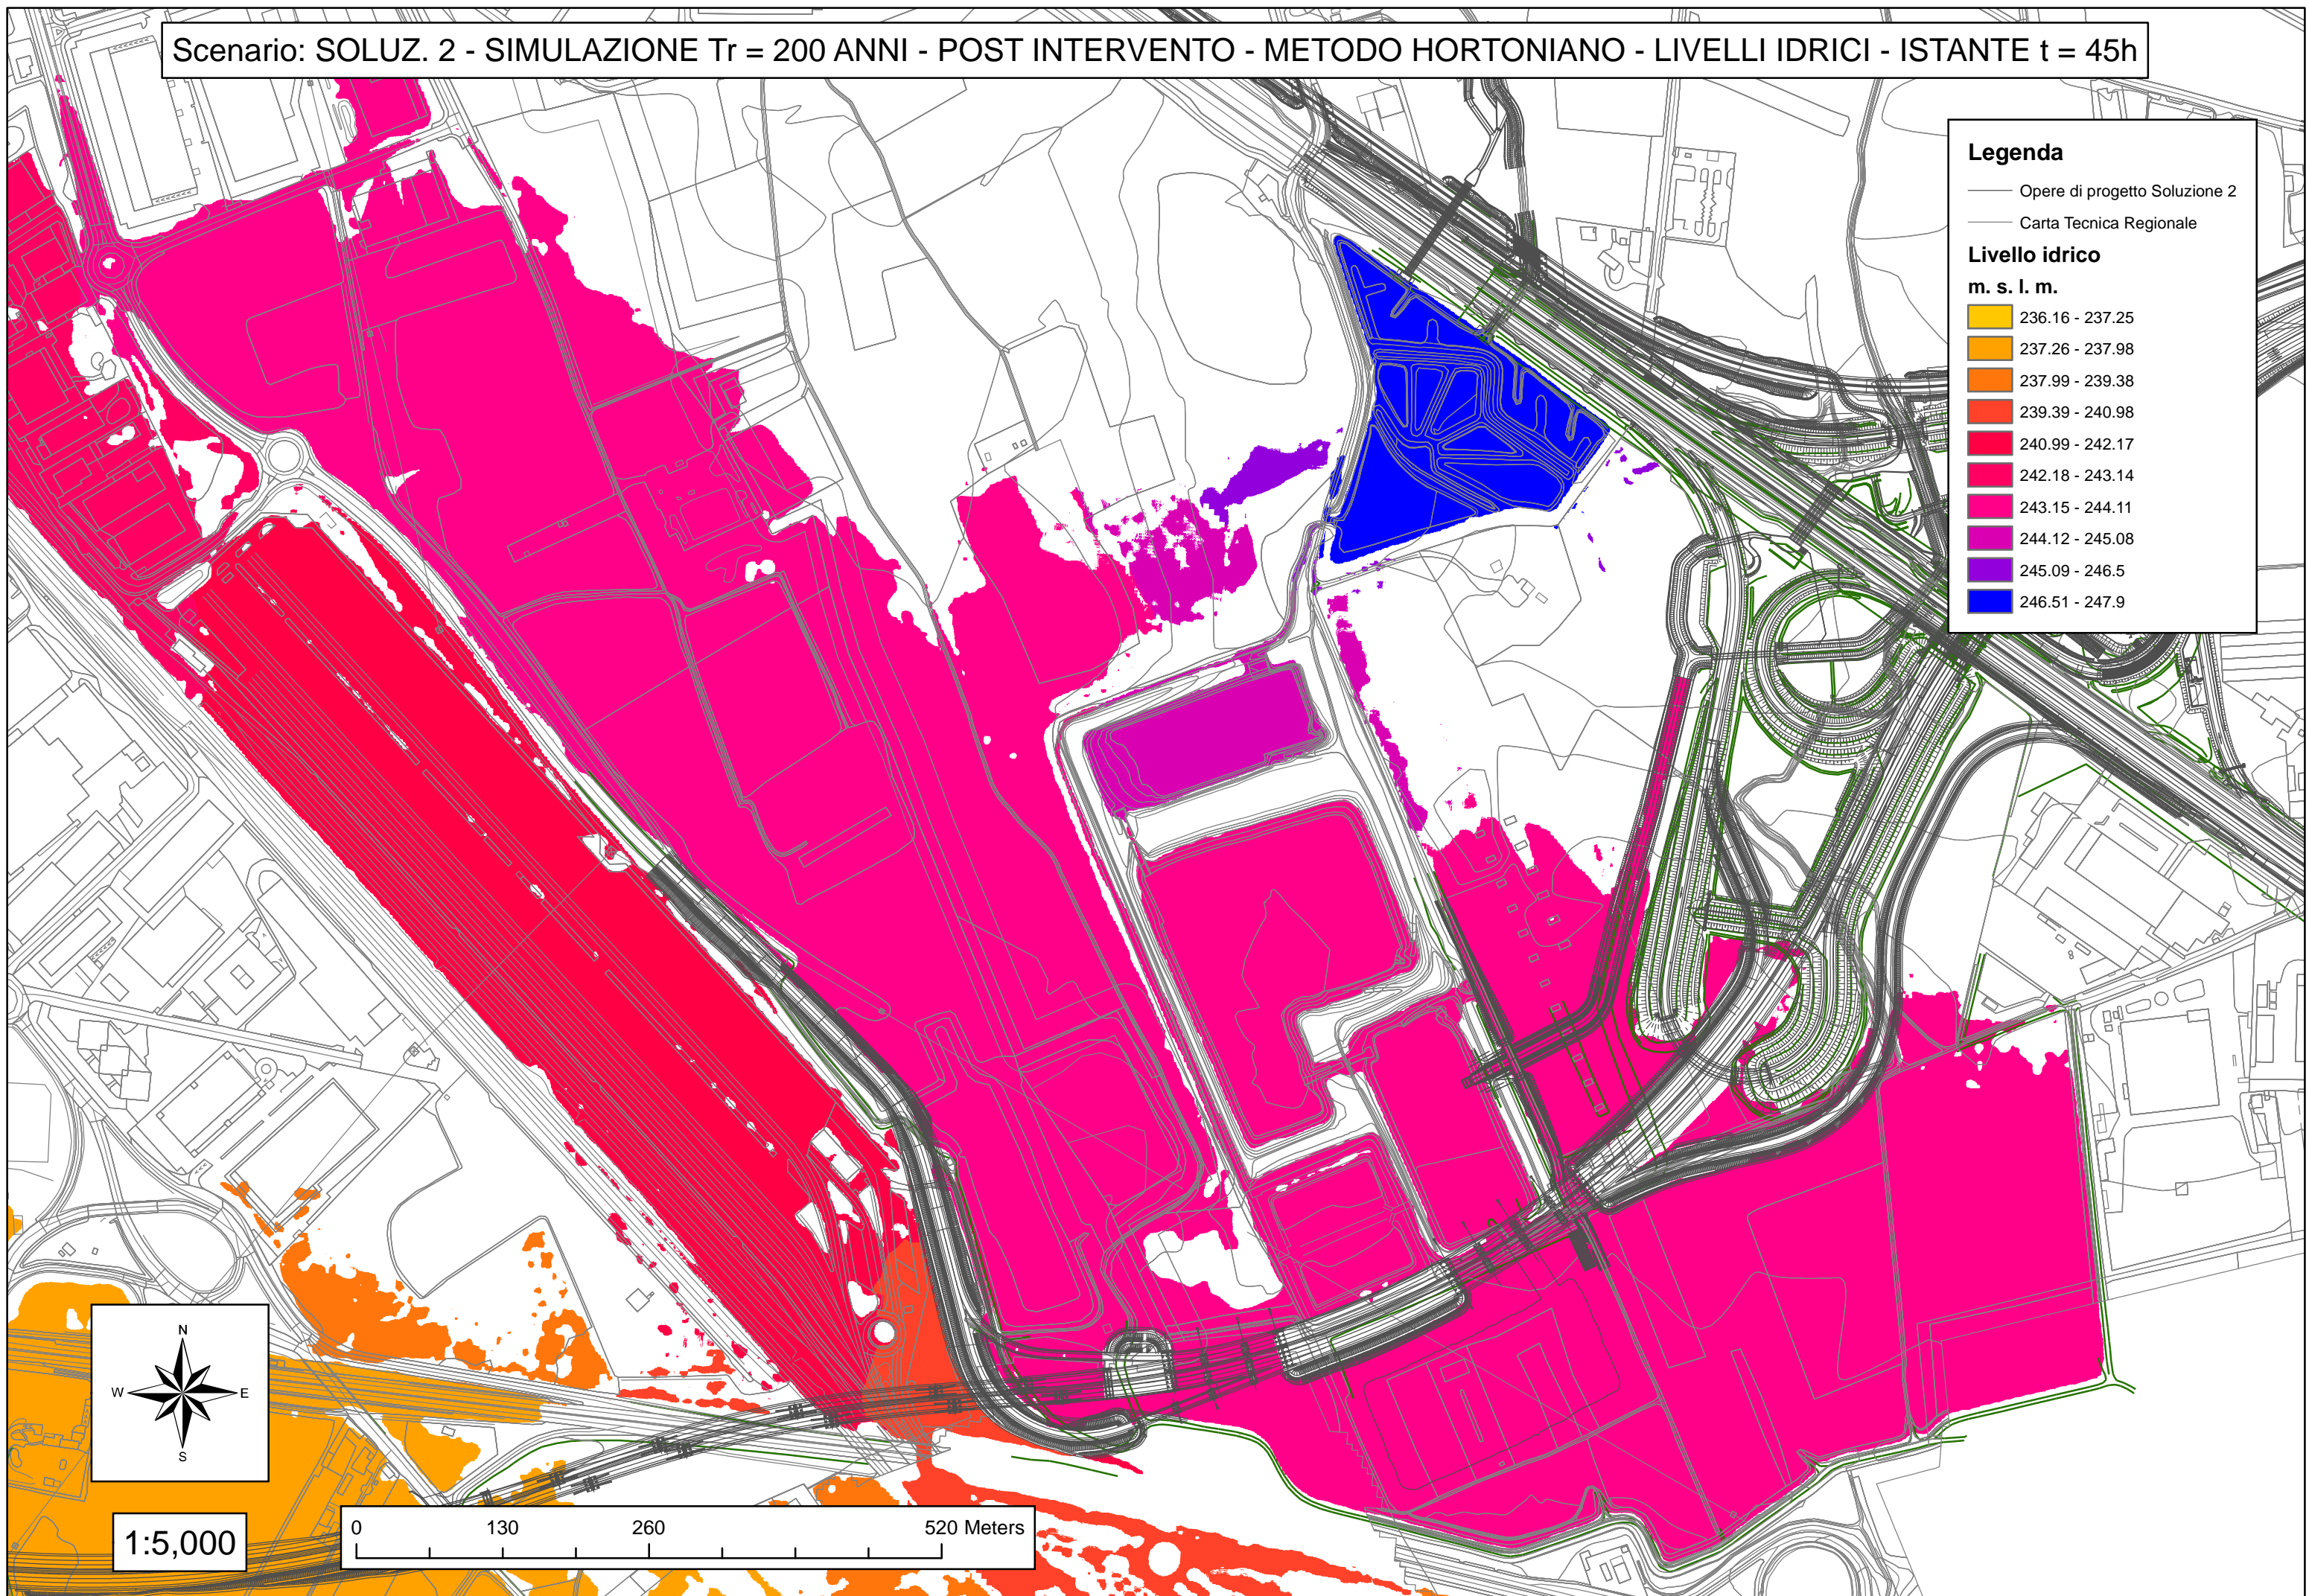 Scenario: SOLUZ. 2 - SIMULAZIONE Tr = 200 ANNI - POST INTERVENTO - METODO HORTONIANO - LIVELLI IDRICI - ISTANTE t = 45h
Legenda
Opere di progetto Soluzione 2
Carta Tecnica Regionale
Livello idrico
m. s. l. m.
236.16 - 237.25
237.26 - 237.98
237.99 - 239.38
239.39 - 240.98
240.99 - 242.17
242.18 - 243.14
243.15 - 244.11
244.12 - 245.08
245.09 - 246.5
246.51 - 247.9
N
W E
S
1:5,000
0 130 260 520 Meters